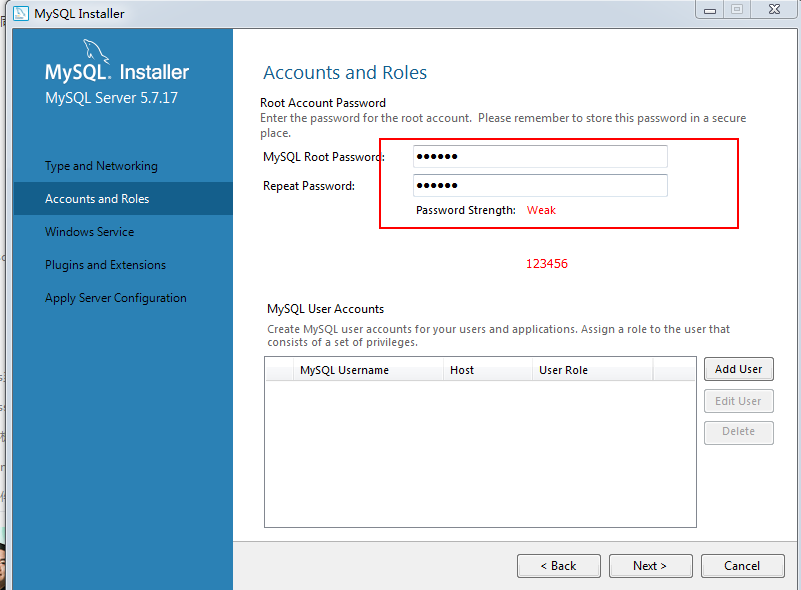 MySQL Installer
MySQL. Installer
MySQL Server 5.7.17
Type and Networking
Accounts and Roles
Windows Service
Plugins and Extensions
Apply Server Configuration
Accounts and Roles
Root Account Password
Enter the password for the root account. Please remember to store this password in a secure
place.
MySQL Root Password:
Repeat Password:
Password Strength: Weak
123456
MySQL User Accounts
Create MySQL user accounts for your users and applications. Assign a role to the user that
consists of a set of privileges.
MySQL Username Host User Role
Add User
Edit User
Delete
< Back Next > Cancel